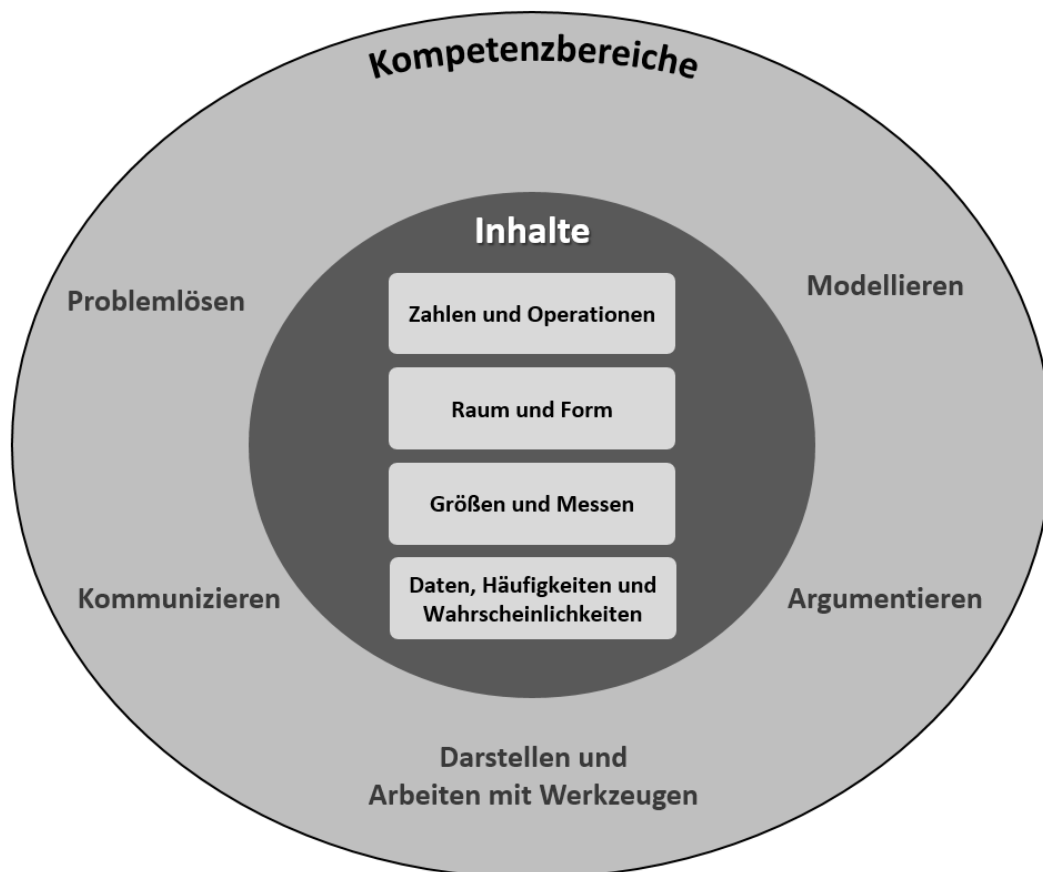 Kompetenzbereiche
Inhalte
Zahlen und Operationen
Raum und Form
Größen und Messen
Daten, Häufigkeiten und
Wahrscheinlichkeiten
Problemlösen
Modellieren
Kommunizieren
Argumentieren
Darstellen und
Arbeiten mit Werkzeugen